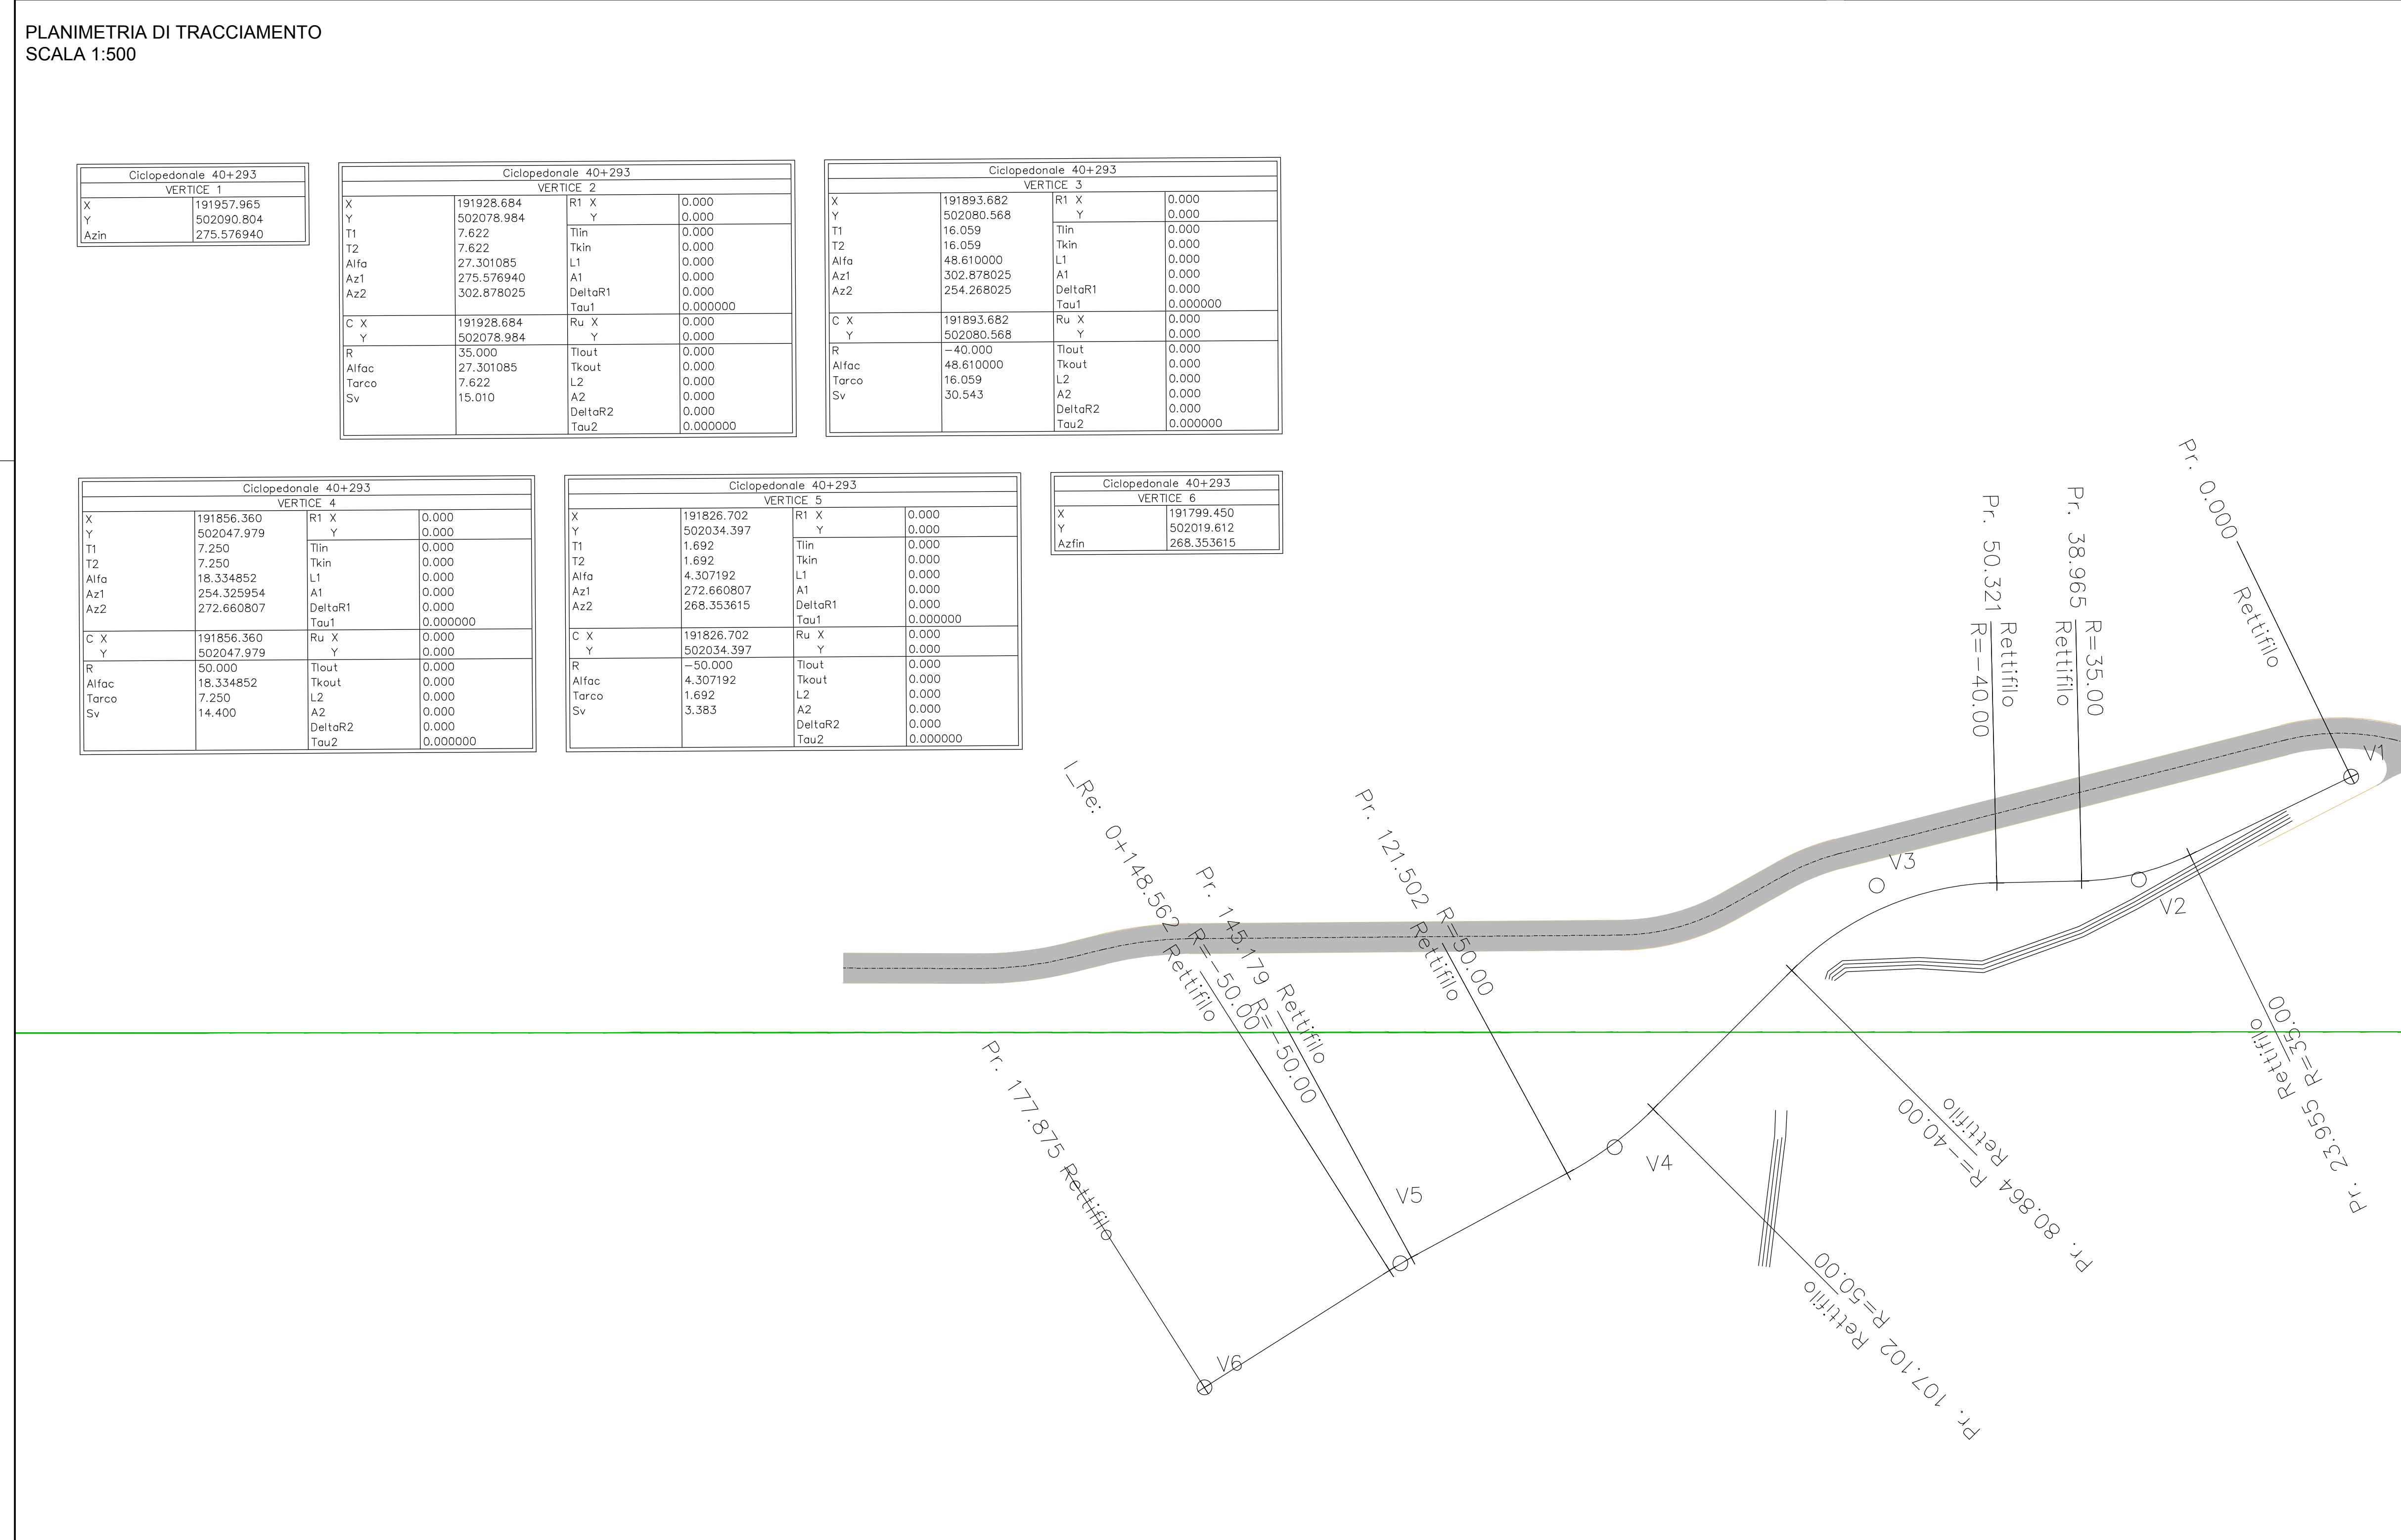 PLANIMETRIA DI TRACCIAMENTO
SCALA 1:500
Ciclopedonale 40+293
VERTICE 1
X 191957.965
Y 502090.804
Azin 275.576940
Ciclopedonale 40+293
VERTICE 2
X 191928.684 R1 X 0.000
Y 502078.984 Y 0.000
T1 7.622 Tlin 0.000
T2 7.622 Tkin 0.000
Alfa 27.301085 L1 0.000
Az1 275.576940 A1 0.000
Az2 302.878025 DeltaR1 0.000
Tau1 0.000000
C X 191928.684 Ru X 0.000
Y 502078.984 Y 0.000
R 35.000 Tlout 0.000
Alfac 27.301085 Tkout 0.000
Tarco 7.622 L2 0.000
Sv 15.010 A2 0.000
DeltaR2 0.000
Tau2 0.000000
Ciclopedonale 40+293
VERTICE 3
X 191893.682 R1 X 0.000
Y 502080.568 Y 0.000
T1 16.059 Tlin 0.000
T2 16.059 Tkin 0.000
Alfa 48.610000 L1 0.000
Az1 302.878025 A1 0.000
Az2 254.268025 DeltaR1 0.000
Tau1 0.000000
C X 191893.682 Ru X 0.000
Y 502080.568 Y 0.000
R -40.000 Tlout 0.000
Alfac 48.610000 Tkout 0.000
Tarco 16.059 L2 0.000
Sv 30.543 A2 0.000
DeltaR2 0.000
Tau2 0.000000
Ciclopedonale 40+293
VERTICE 4
X 191856.360 R1 X 0.000
Y 502047.979 Y 0.000
T1 7.250 Tlin 0.000
T2 7.250 Tkin 0.000
Alfa 18.334852 L1 0.000
Az1 254.325954 A1 0.000
Az2 272.660807 DeltaR1 0.000
Tau1 0.000000
C X 191856.360 Ru X 0.000
Y 502047.979 Y 0.000
R 50.000 Tlout 0.000
Alfac 18.334852 Tkout 0.000
Tarco 7.250 L2 0.000
Sv 14.400 A2 0.000
DeltaR2 0.000
Tau2 0.000000
Ciclopedonale 40+293
VERTICE 5
X 191826.702 R1 X 0.000
Y 502034.397 Y 0.000
T1 1.692 Tlin 0.000
T2 1.692 Tkin 0.000
Alfa 4.307192 L1 0.000
Az1 272.660807 A1 0.000
Az2 268.353615 DeltaR1 0.000
Tau1 0.000000
C X 191826.702 Ru X 0.000
Y 502034.397 Y 0.000
R -50.000 Tlout 0.000
Alfac 4.307192 Tkout 0.000
Tarco 1.692 L2 0.000
Sv 3.383 A2 0.000
DeltaR2 0.000
Tau2 0.000000
Ciclopedonale 40+293
VERTICE 6
X 191799.450
Y 502019.612
Azfin 268.353615
Pr. 0.000
Rettifilo
Pr. 38.965 R=35.00
Rettifilo
Pr. 50.321 Rettifilo
R=-40.00
V1
V2
V3
Pr. 121.502 R=50.00
Rettifilo
Pr. 145.179 Rettifilo
R=-50.00
I_Re: 0+148.562 R=-50.00
Rettifilo
Pr. 177.875 Rettifilo
Pr. 23.955 R=35.00
Rettifilo
Pr. 80.864 Rettifilo
R=-40.00
Pr. 107.102 R=50.00
Rettifilo
V4
V5
V6